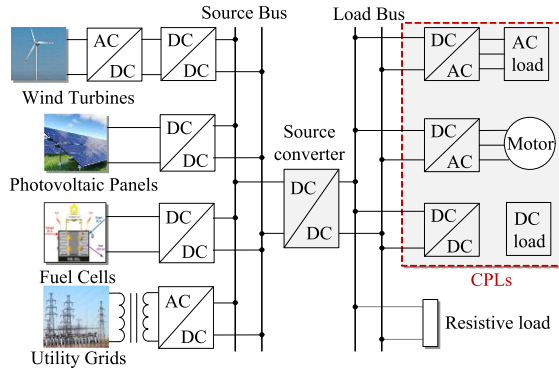 Source Bus
Load Bus
AC
DC
DC
DC
Wind Turbines
DC
AC
AC
load
DC
DC
Photovoltaic Panels
Source
converter
DC
DC
DC
AC
Motor
DC
DC
Fuel Cells
DC
DC
DC
load
CPLs
AC
DC
Utility Grids
Resistive load